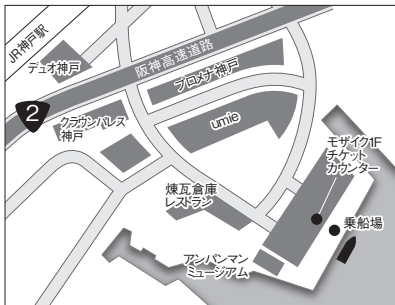 JR神戸駅
デュオ神戸
阪神高速道路
プロメナ神戸
2
クラウンパレス
神戸
umie
モザイク1F
チケット
カウンター
煉瓦倉庫
レストラン
乗船場
アンパンマン
ミュージアム